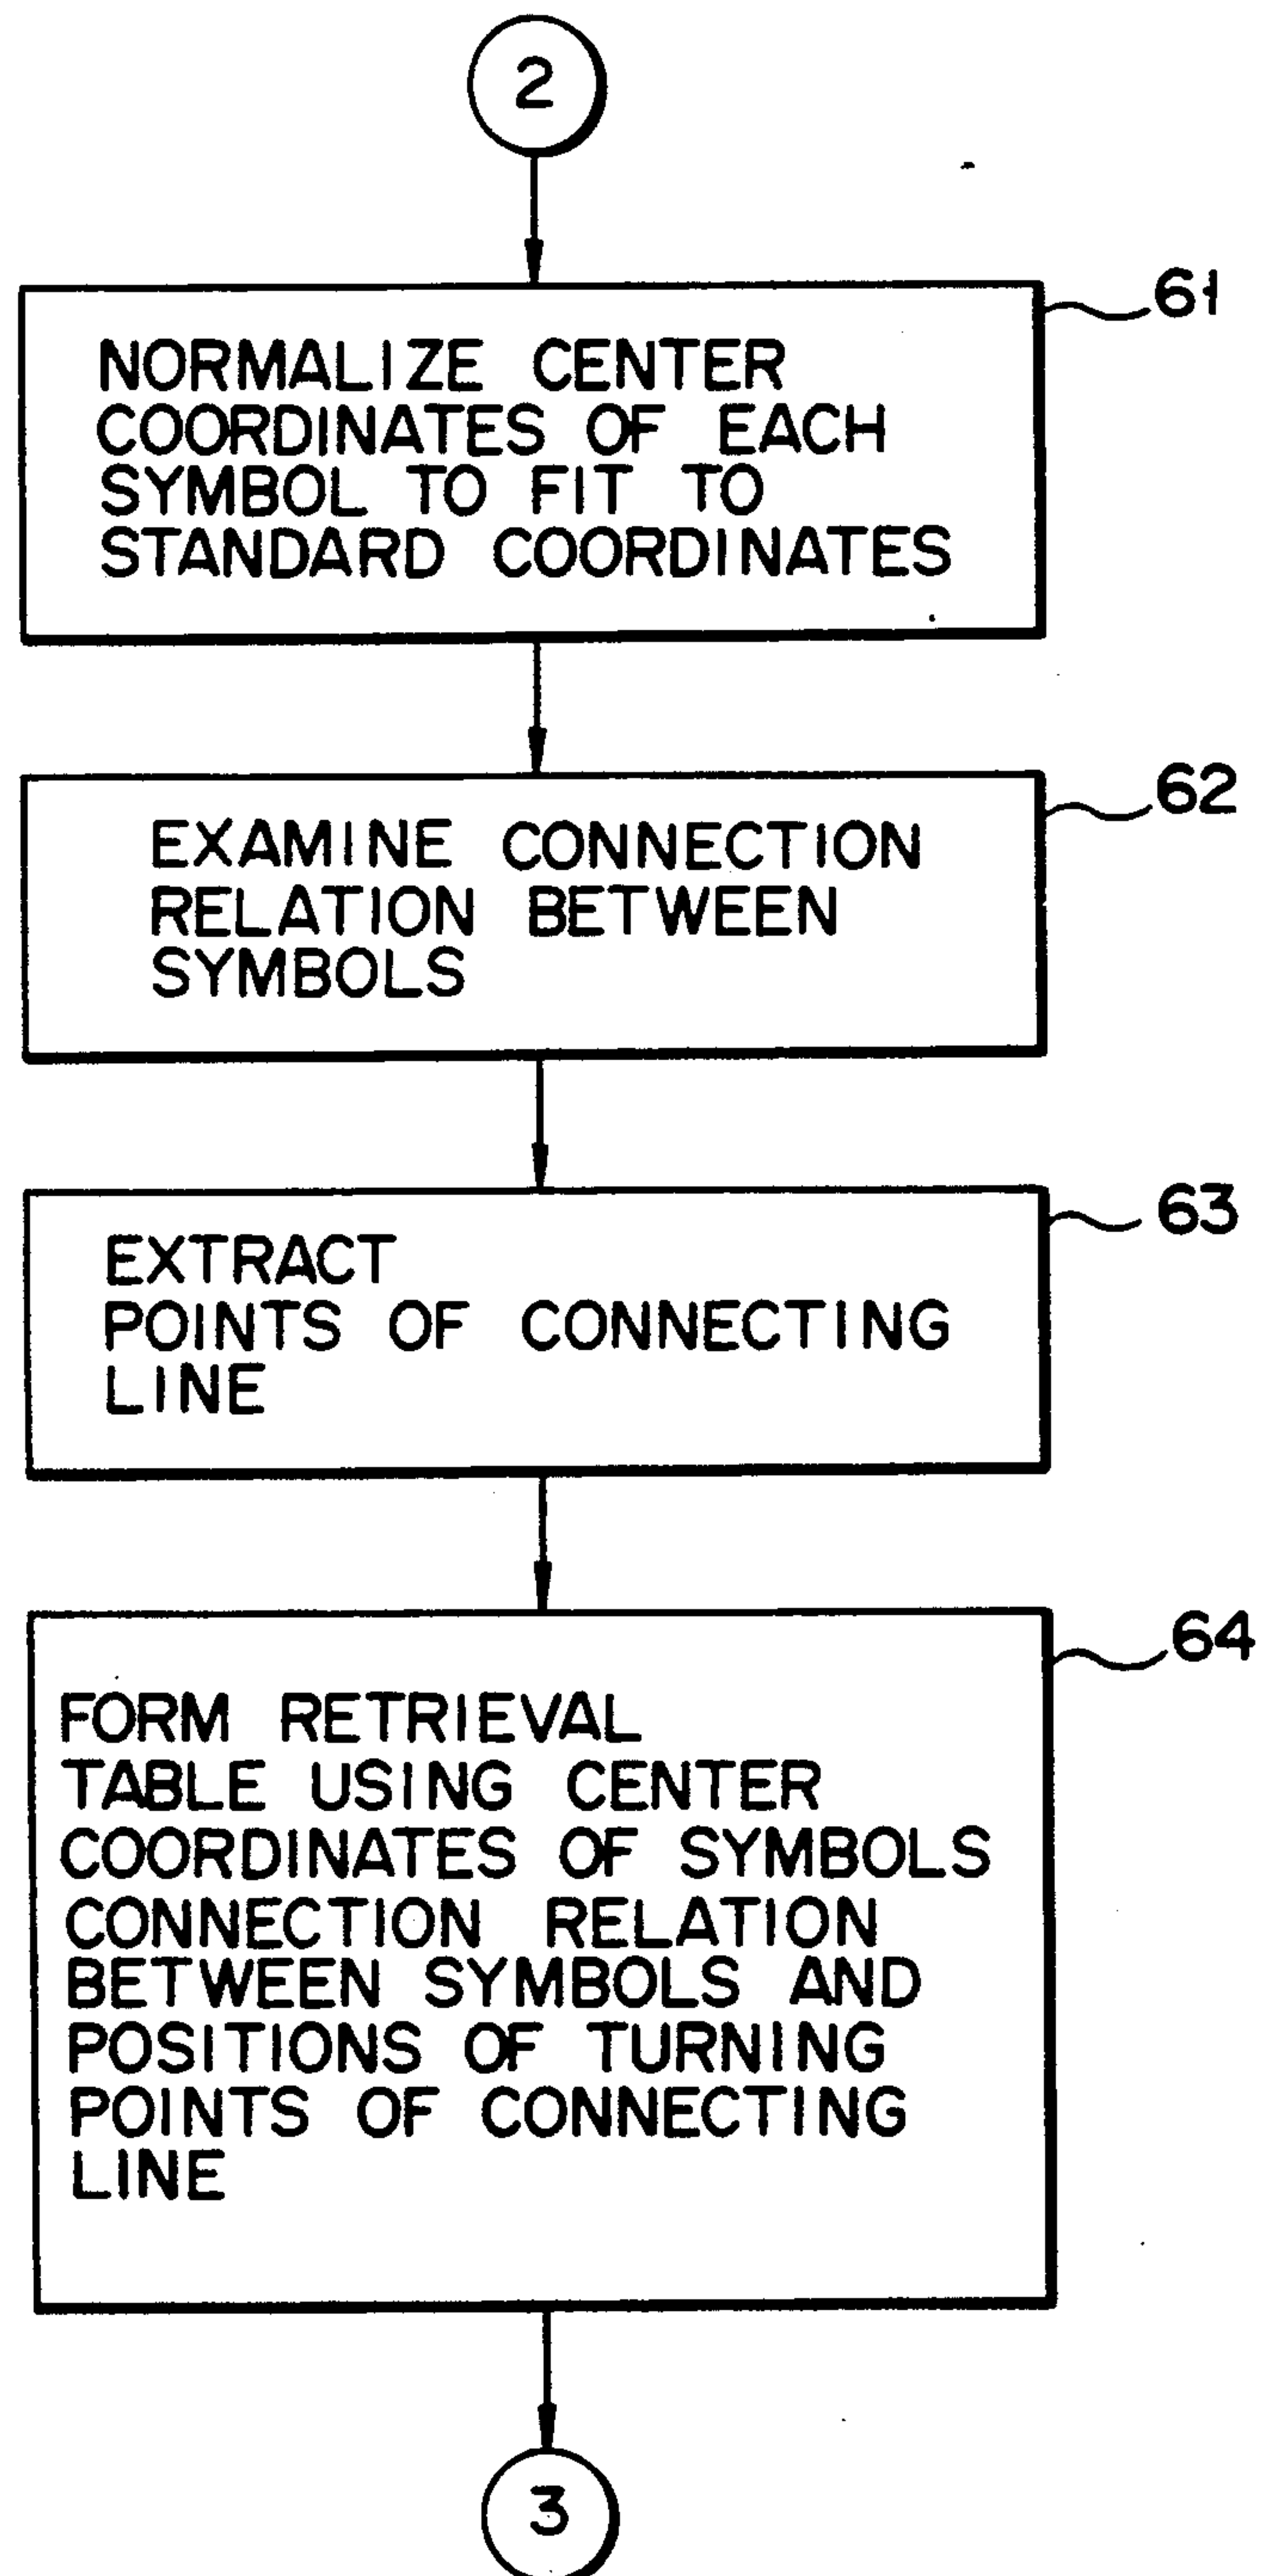 2
61
NORMALIZE CENTER
COORDINATES OF EACH
SYMBOL TO FIT TO
STANDARD COORDINATES
62
EXAMINE CONNECTION
RELATION BETWEEN
SYMBOLS
63
EXTRACT
POINTS OF CONNECTING
LINE
64
FORM RETRIEVAL
TABLE USING CENTER
COORDINATES OF SYMBOLS
CONNECTION RELATION
BETWEEN SYMBOLS AND
POSITIONS OF TURNING
POINTS OF CONNECTING
LINE
3